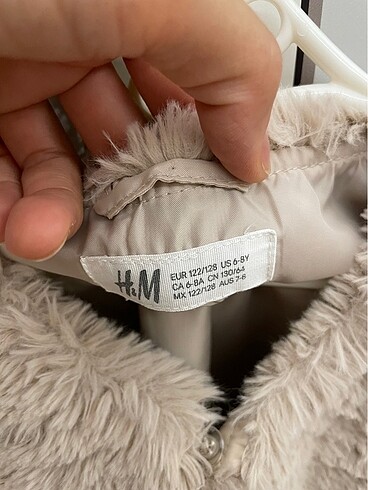 H&M
EUR 122/128 US 6-8Y
CA 6-8A CN 130/64
MX 122/128 AUS 7-8